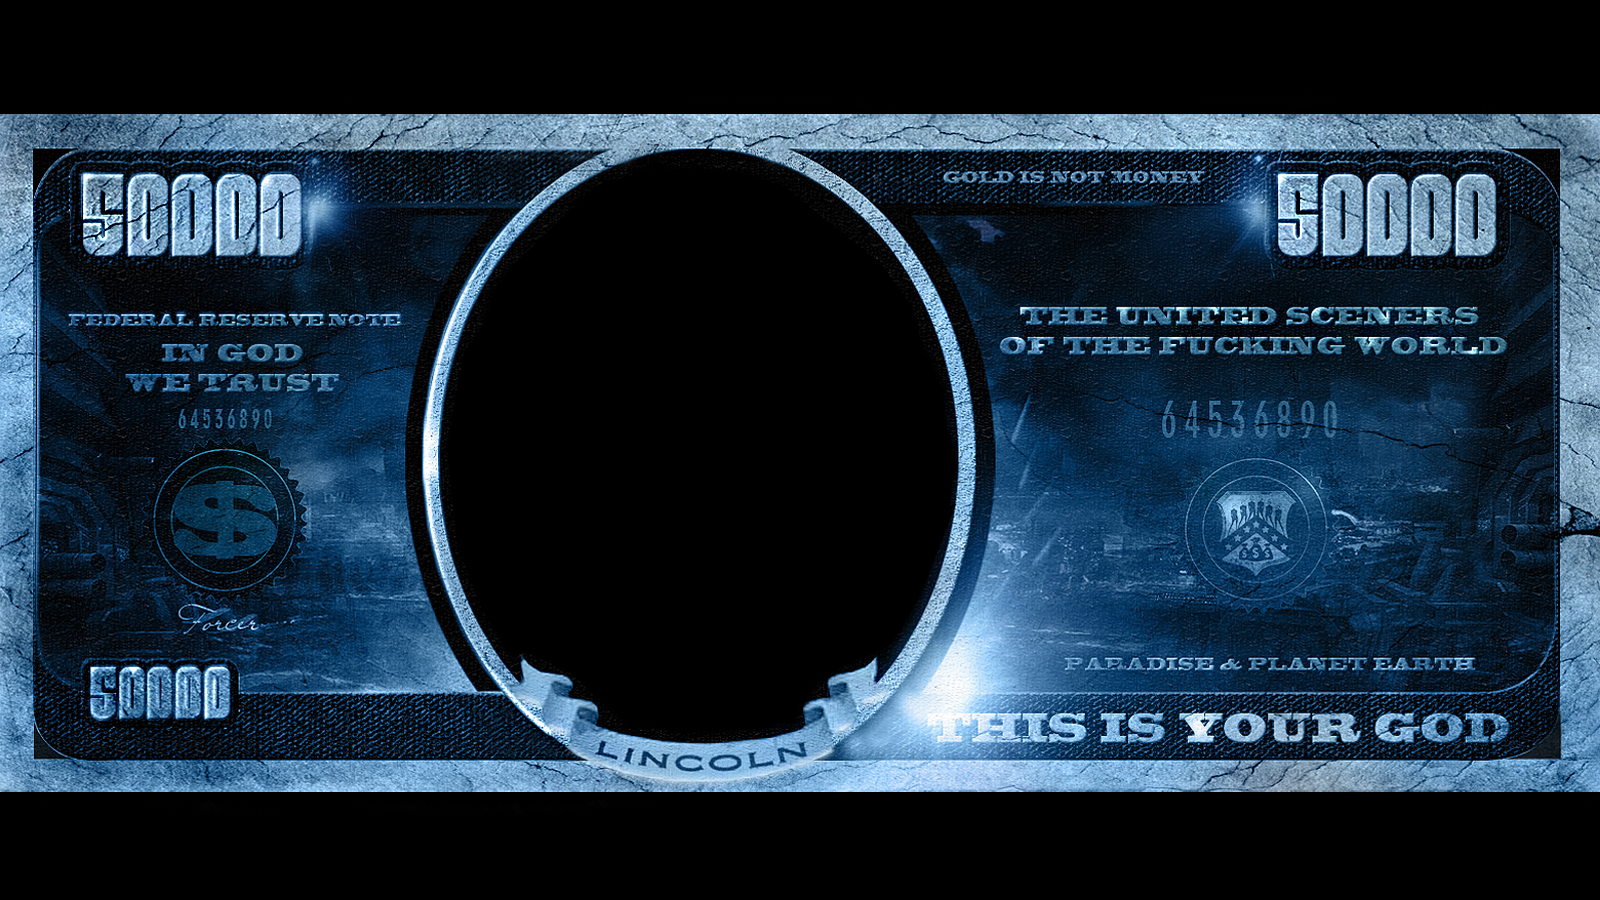 50000
GOLD IS NOT MONEY
50000
FEDERAL RESERVE NOTE
IN GOD
WE TRUST
64536890
$
Forcer
50000
THE UNITED SCENERS
OF THE FUCKING WORLD
64536890
PARADISE & PLANET EARTH
THIS IS YOUR GOD
LINCOLN